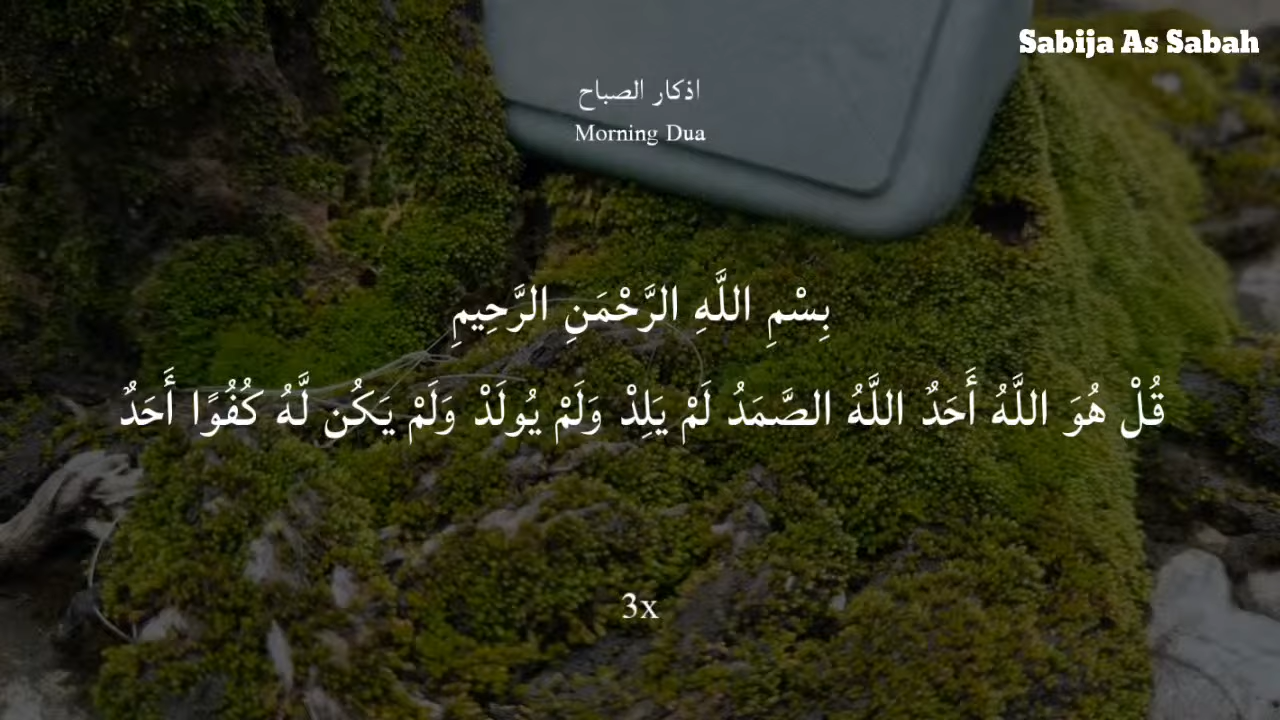 Sabija As Sabah
اذكار الصباح
Morning Dua
بِسْمِ اللَّهِ الرَّحْمَنِ الرَّحِيمِ
قُلْ هُوَ اللَّهُ أَحَدٌ اللَّهُ الصَّمَدُ لَمْ يَلِدْ وَلَمْ يُولَدْ وَلَمْ يَكُن لَّهُ كُفُوًا أَحَدٌ
3x